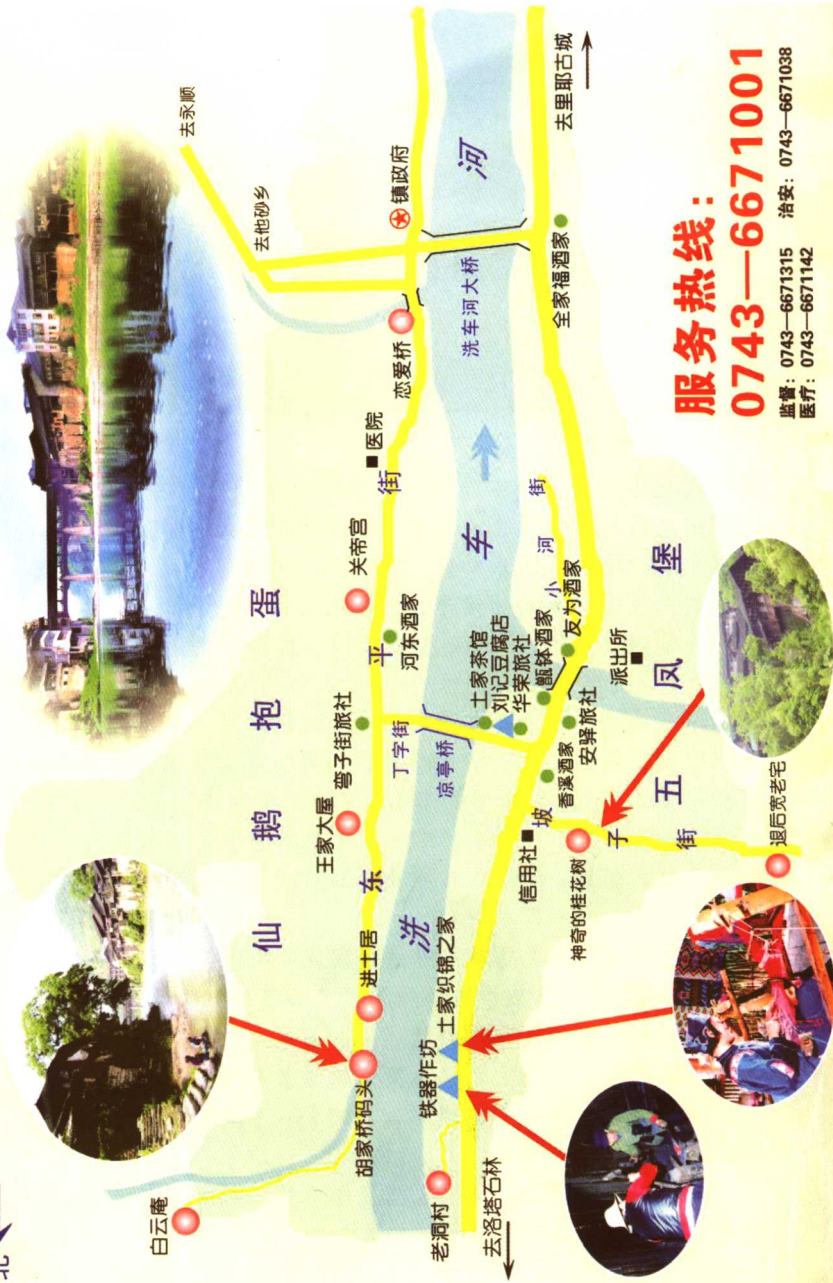 北
去永顺
去他砂乡
镇政府
恋爱桥
洗车河大桥
全家福酒家
去里耶古城
医院
关帝宫
河东酒家
弯子街旅社
王家大屋
进士居
胡家桥码头
白云庵
仙鹅抱蛋
东平街
丁字街
凉亭桥
洗车河
土家茶馆
刘记豆腐店
华荣旅社
甑钵酒家
友为酒家
小河街
安驿旅社
香溪酒家
派出所
信用社
坡子街
神奇的桂花树
退后宽老宅
五凤堡
土家织锦之家
铁器作坊
老洞村
去洛塔石林
服务热线：
0743—6671001
监督：0743—6671315 治安：0743—6671038
医疗：0743—6671142